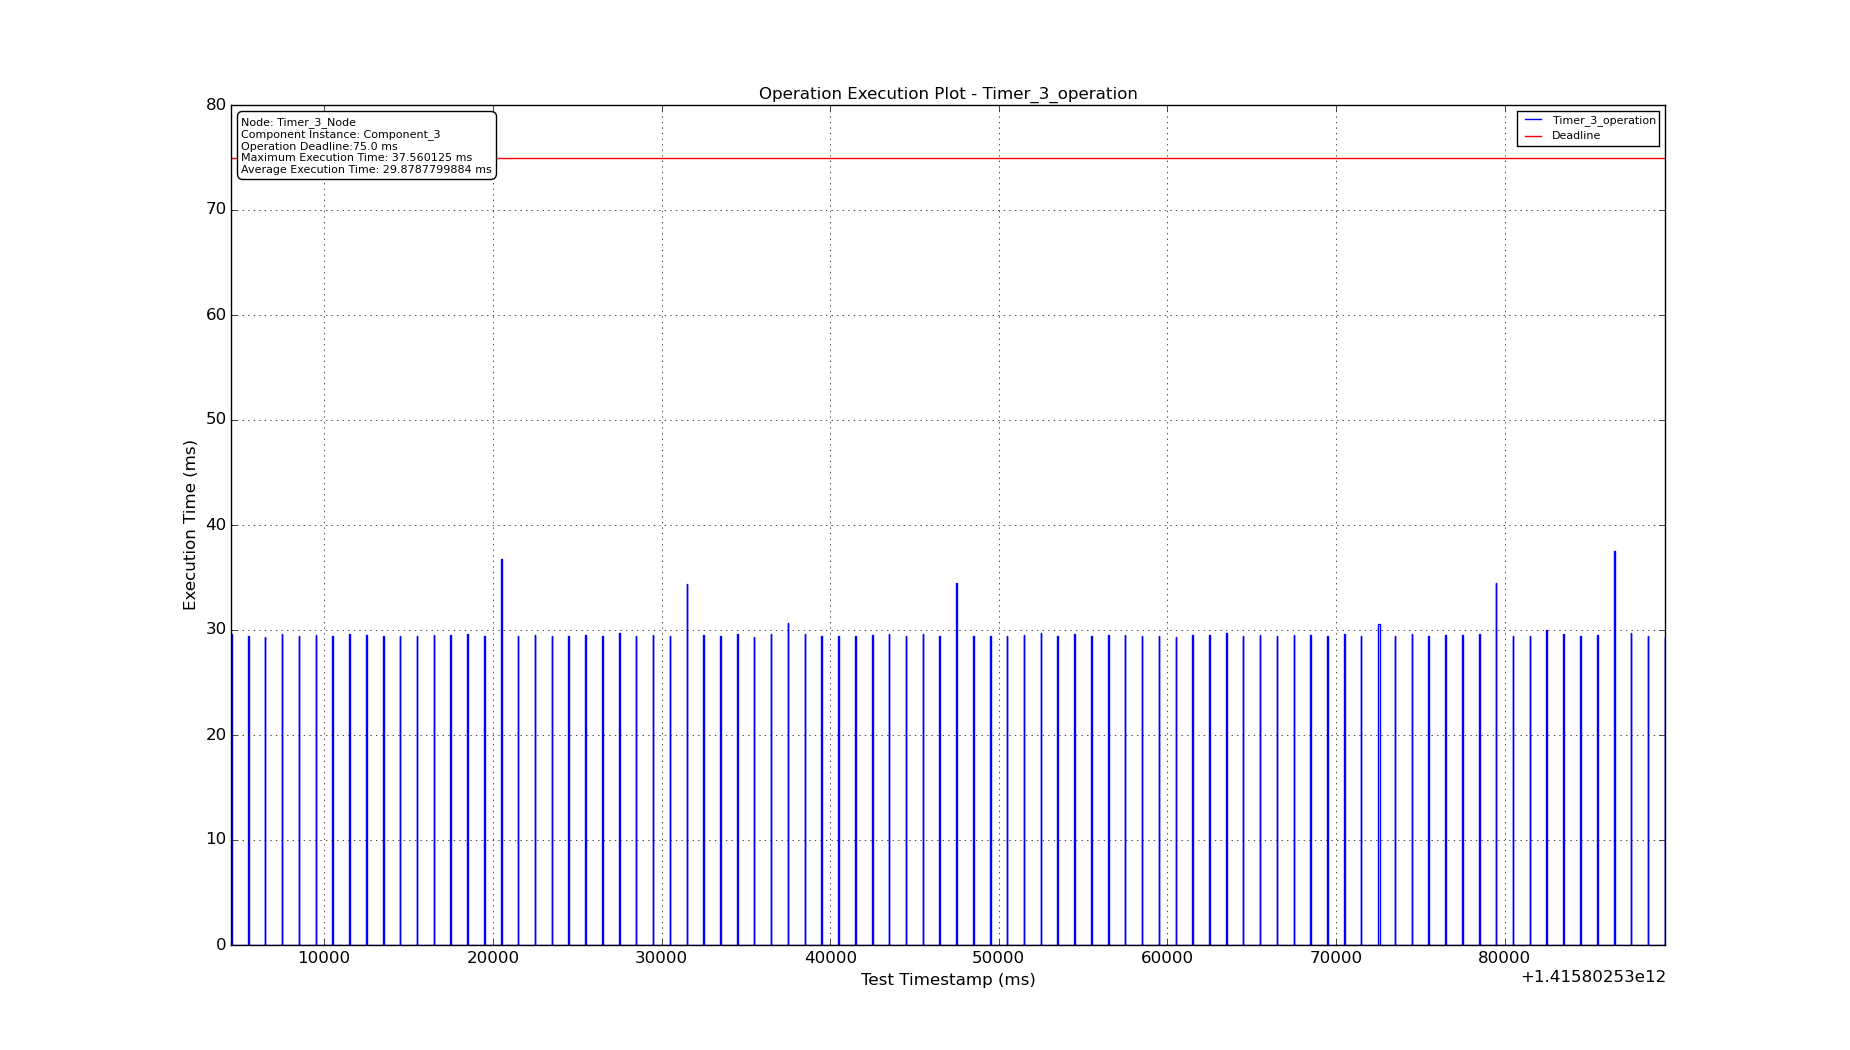 Operation Execution Plot - Timer_3_operation
80
Node: Timer_3_Node
Component Instance: Component_3
Operation Deadline:75.0 ms
Maximum Execution Time: 37.560125 ms
Average Execution Time: 29.8787799884 ms
Timer_3_operation
Deadline
70
60
50
40
30
20
10
0
Execution Time (ms)
10000 20000 30000 40000 50000 60000 70000 80000
Test Timestamp (ms)
+1.41580253e12